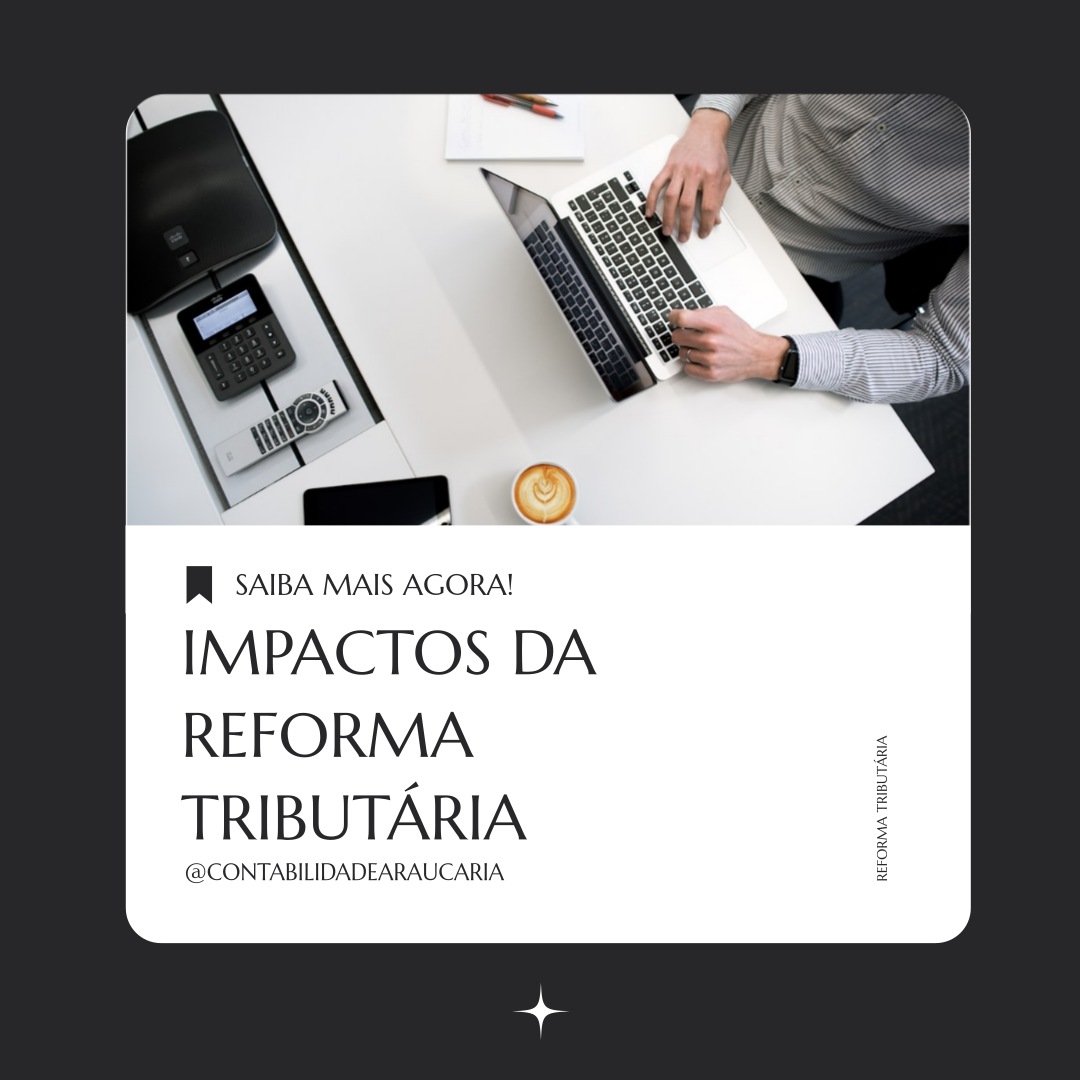 SAIBA MAIS AGORA!
IMPACTOS DA
REFORMA
TRIBUTÁRIA
@CONTABILIDADEARAUCARIA
REFORMA TRIBUTÁRIA